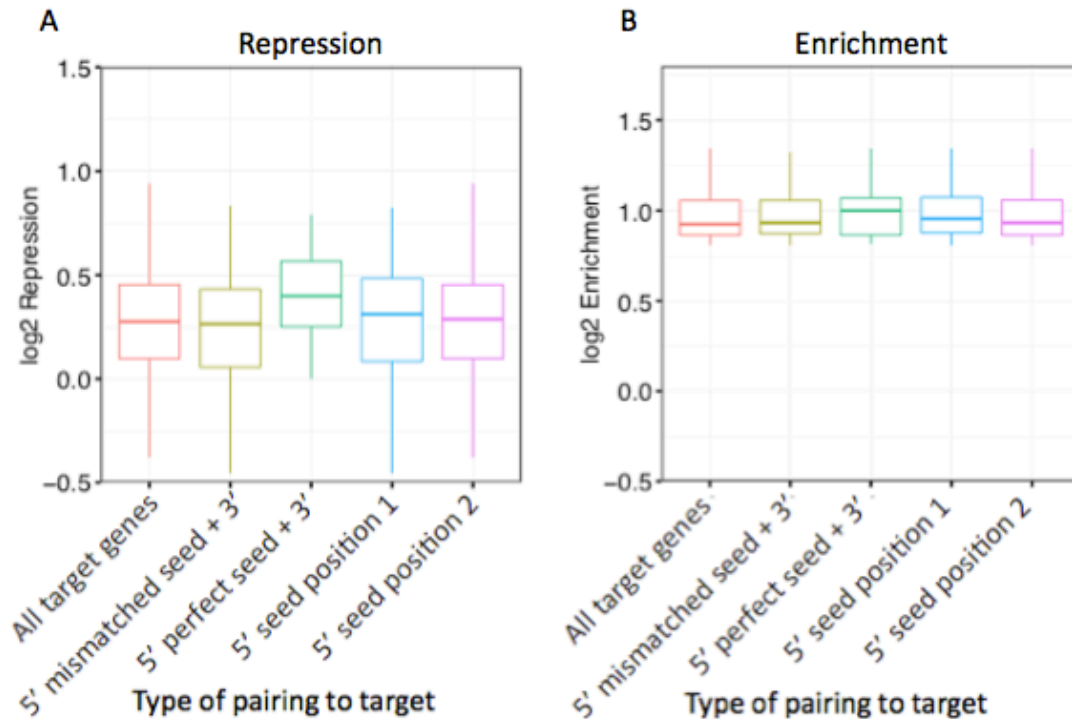 A
Repression
log2 Repression
1.5
1.0
0.5
0.0
−0.5
All target genes
5′ mismatched seed + 3′
5′ perfect seed + 3′
5′ seed position 1
5′ seed position 2
Type of pairing to target
B
Enrichment
log2 Enrichment
1.5
1.0
0.5
0.0
−0.5
All target genes
5′ mismatched seed + 3′
5′ perfect seed + 3′
5′ seed position 1
5′ seed position 2
Type of pairing to target